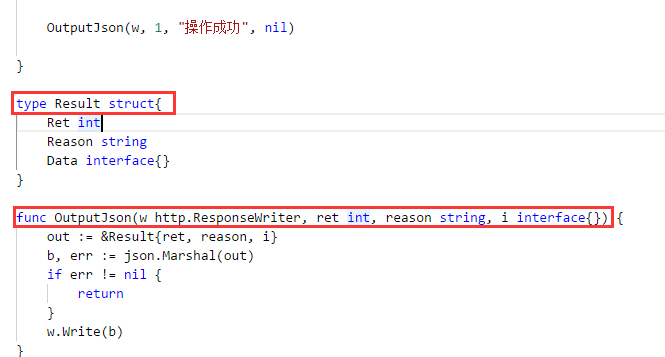 OutputJson(w, 1, "操作成功", nil)
}
type Result struct{
Ret int
Reason string
Data interface{}
}
func OutputJson(w http.ResponseWriter, ret int, reason string, i interface{}) {
out := &Result{ret, reason, i}
b, err := json.Marshal(out)
if err != nil {
return
}
w.Write(b)
}